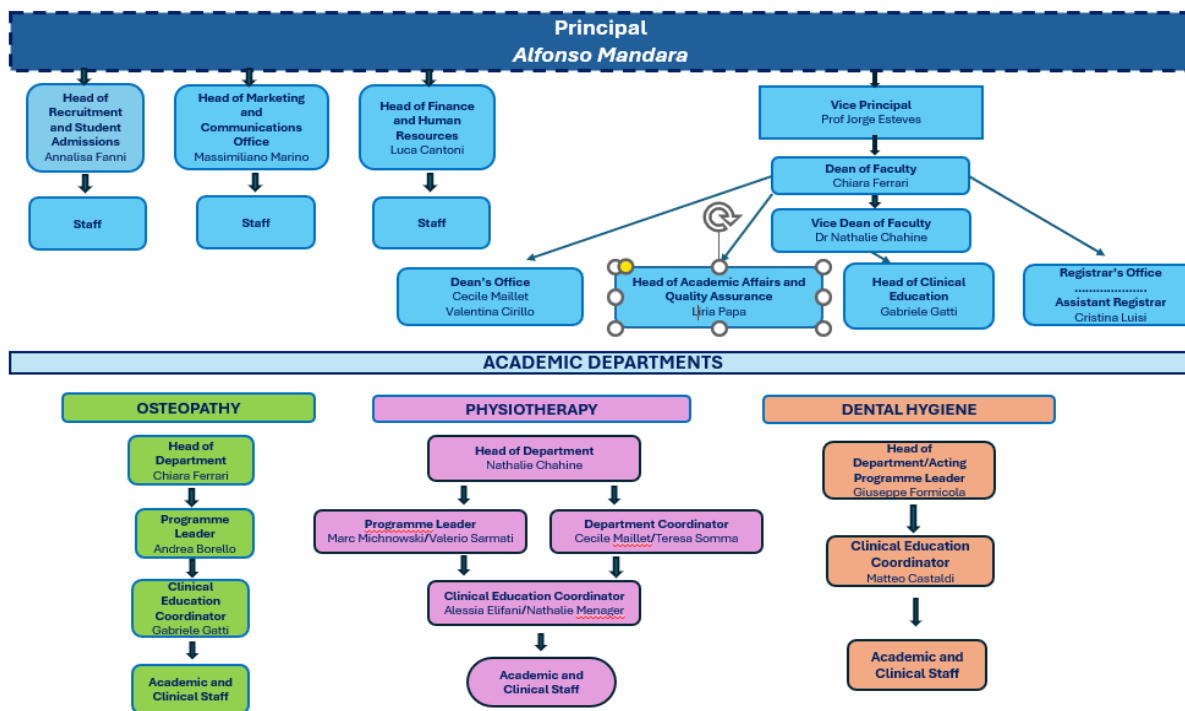 Principal
Alfonso Mandara
Head of
Recruitment
and Student
Admissions
Annalisa Fanni
Head of Marketing
and
Communications
Office
Massimiliano Marino
Head of Finance
and Human
Resources
Luca Cantoni
Vice Principal
Prof Jorge Esteves
Staff
Staff
Staff
Dean of Faculty
Chiara Ferrari
Vice Dean of Faculty
Dr Nathalie Chahine
Dean's Office
Cecile Maillet
Valentina Cirillo
Head of Academic Affairs and
Quality Assurance
Liria Papa
Head of Clinical
Education
Gabriele Gatti
Registrar's Office
....................
Assistant Registrar
Cristina Luisi
ACADEMIC DEPARTMENTS
OSTEOPATHY
Head of
Department
Chiara Ferrari
Programme
Leader
Andrea Borello
Clinical
Education
Coordinator
Gabriele Gatti
Academic and
Clinical Staff
PHYSIOTHERAPY
Head of Department
Nathalie Chahine
Programme Leader
Marc Michnowski/Valerio Sarmati
Department Coordinator
Cecile Maillet/Teresa Somma
Clinical Education Coordinator
Alessia Elifani/Nathalie Menager
Academic and
Clinical Staff
DENTAL HYGIENE
Head of
Department/Acting
Programme Leader
Giuseppe Formicola
Clinical Education
Coordinator
Matteo Castaldi
Academic and
Clinical Staff